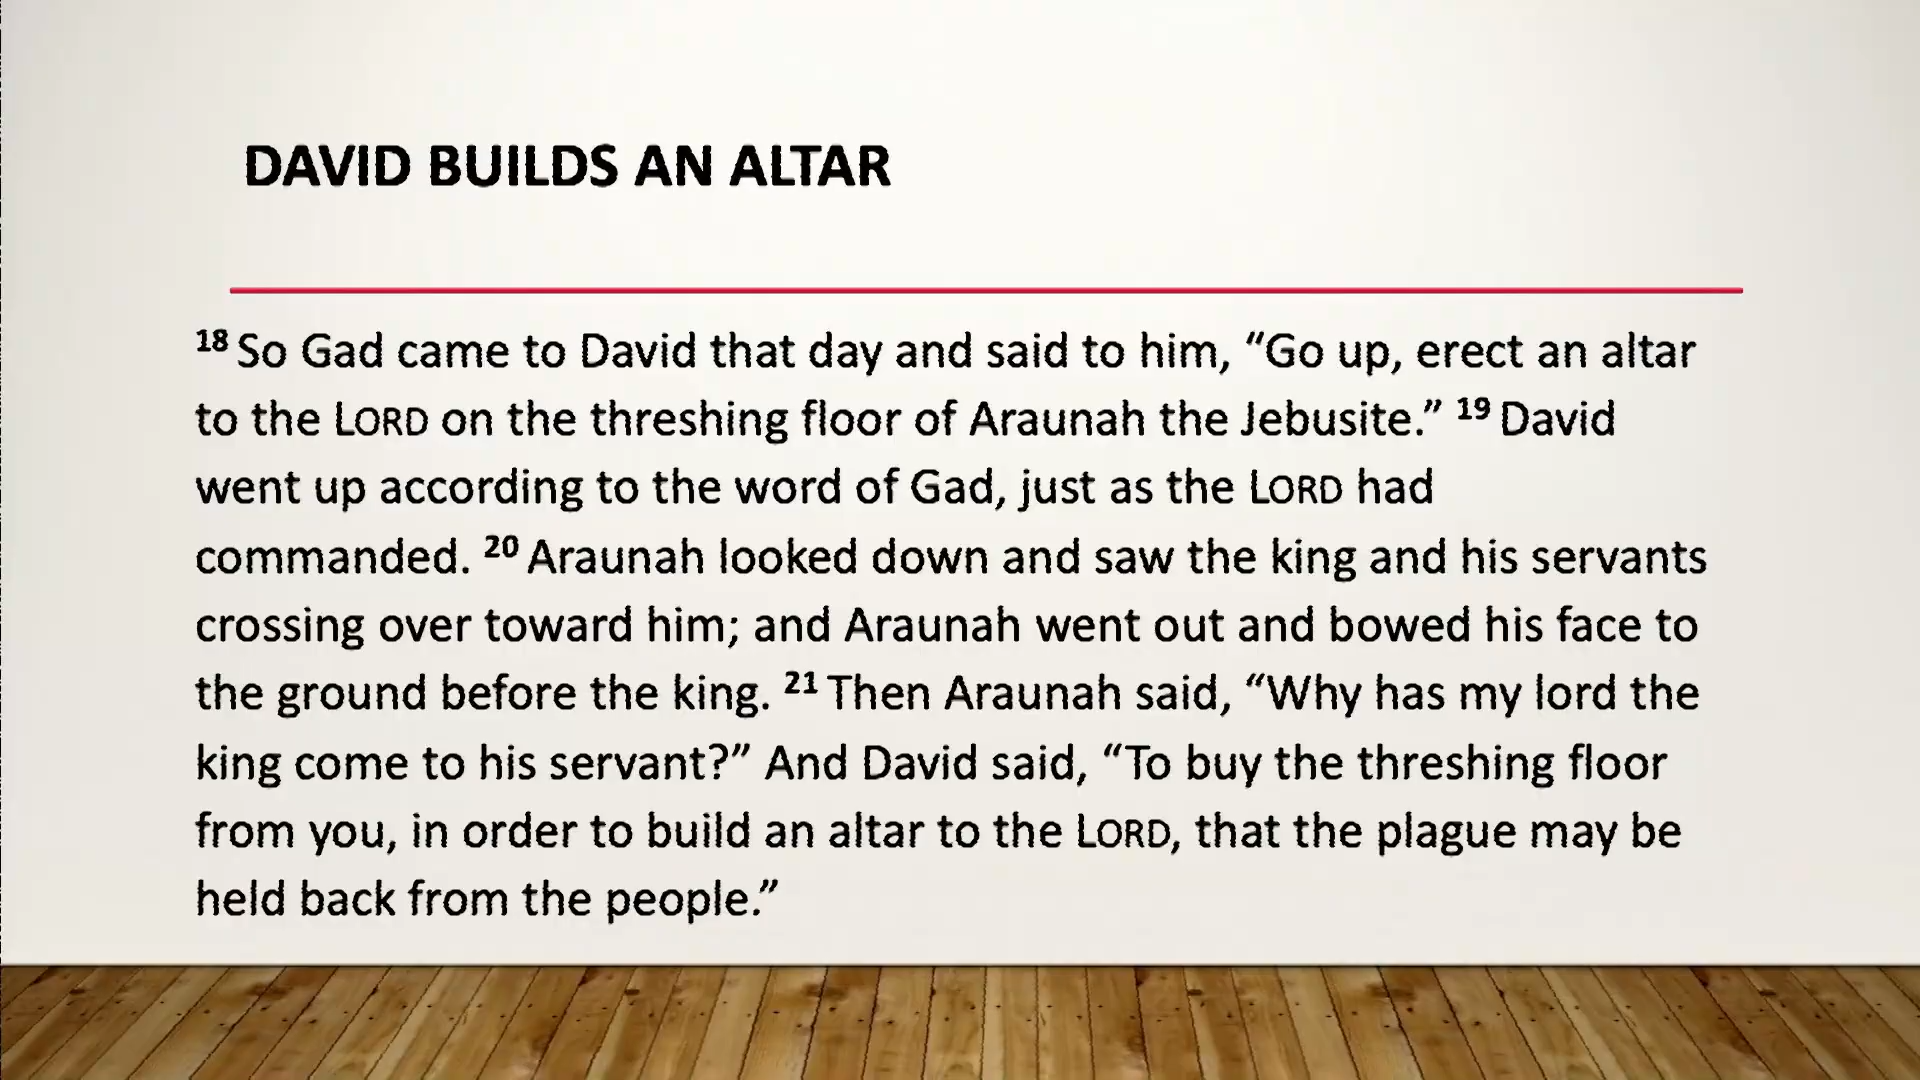 DAVID BUILDS AN ALTAR
18 So Gad came to David that day and said to him, “Go up, erect an altar
to the LORD on the threshing floor of Araunah the Jebusite.” 19 David
went up according to the word of Gad, just as the LORD had
commanded. 20 Araunah looked down and saw the king and his servants
crossing over toward him; and Araunah went out and bowed his face to
the ground before the king. 21 Then Araunah said, “Why has my lord the
king come to his servant?” And David said, “To buy the threshing floor
from you, in order to build an altar to the LORD, that the plague may be
held back from the people.”